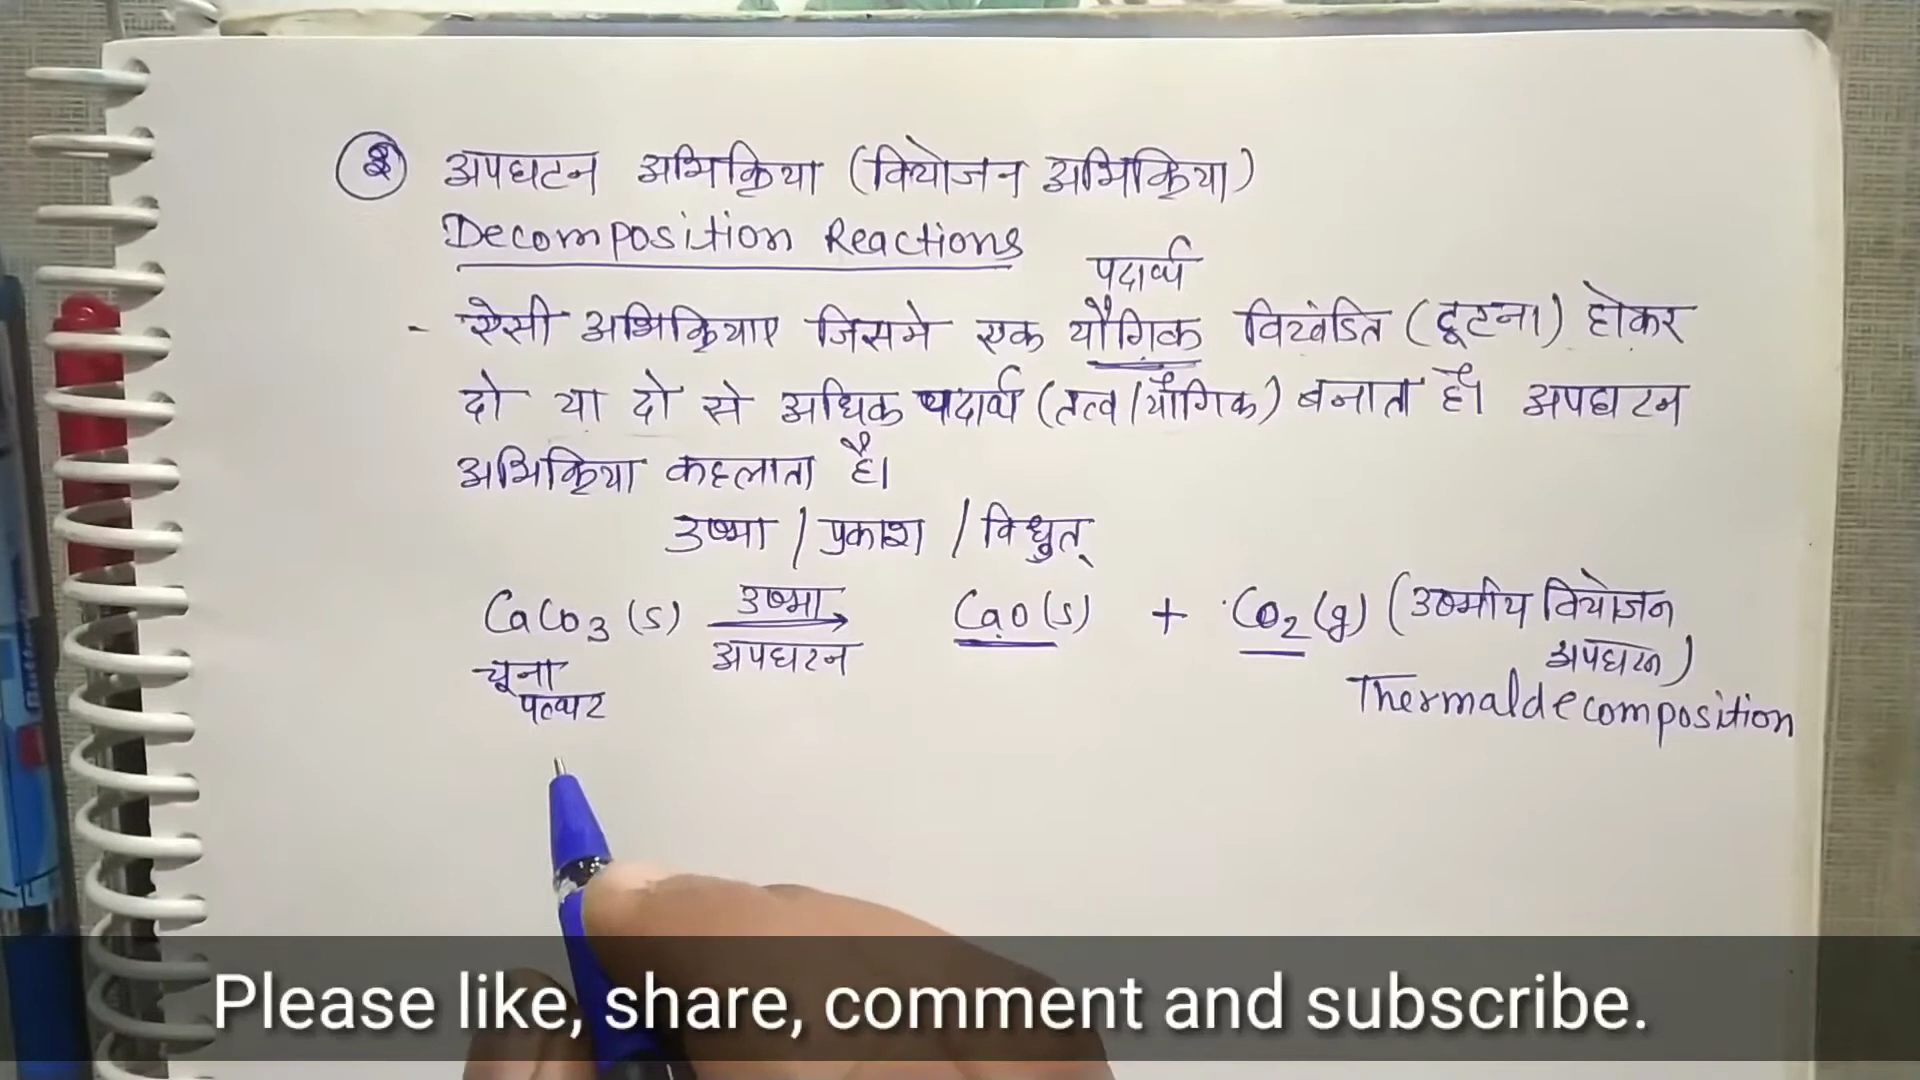 २ अपघटन अभिक्रिया (वियोजन अभिक्रिया)
Decomposition Reactions
पदार्थ
- ऐसी अभिक्रियाए जिसमे एक यौगिक विखंडित (टूटना) होकर
दो या दो से अधिक पदार्थ (तत्व/यौगिक) बनाता है। अपघटन
अभिक्रिया कहलाता है।
उष्मा / प्रकाश / विधुत्
उष्मा
CaCo3 (s) → CaO(s) + CO2 (g) (उष्मीय वियोजन
अपघटन
अपघटन)
चूना
पत्थर
Thermaldecomposition
Please like, share, comment and subscribe.